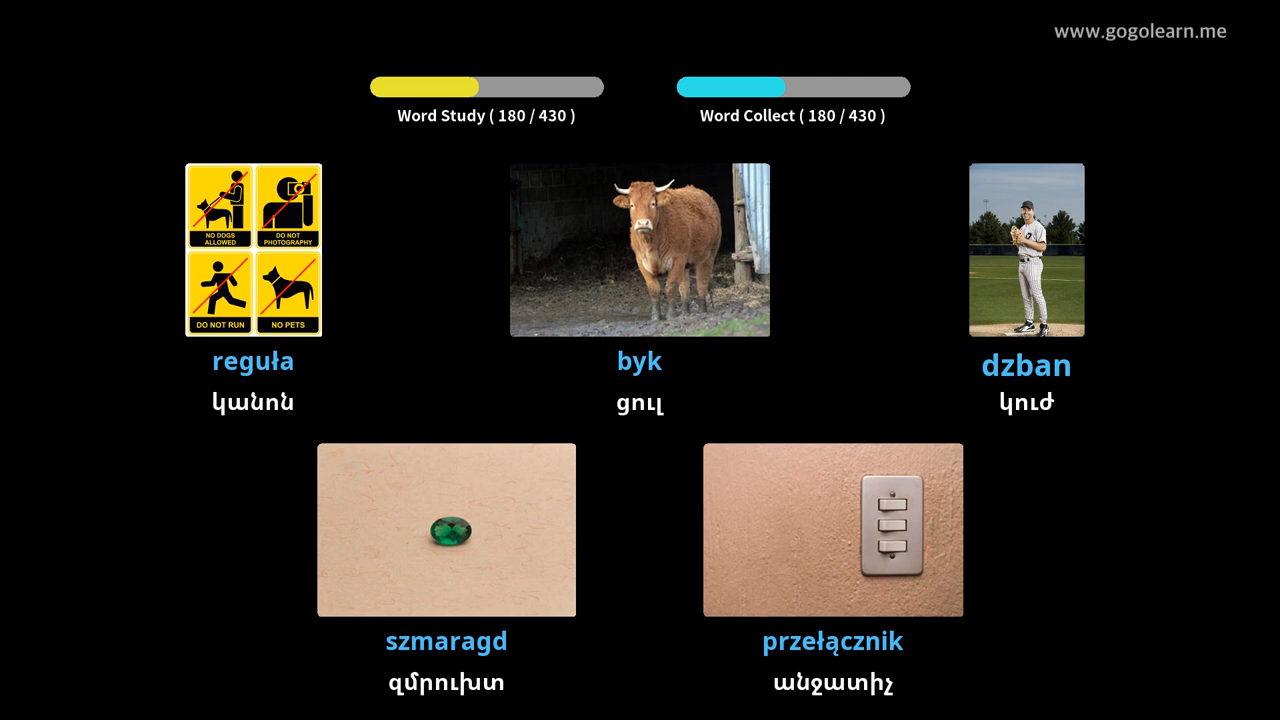 www.gogolearn.me
Word Study ( 180 / 430 )
Word Collect ( 180 / 430 )
NO DOGS
ALLOWED
DO NOT
PHOTOGRAPHY
DO NOT RUN
NO PETS
reguła
byk
dzban
կանոն
ցուլ
կուժ
szmaragd
przełącznik
զմրուխտ
անջատիչ